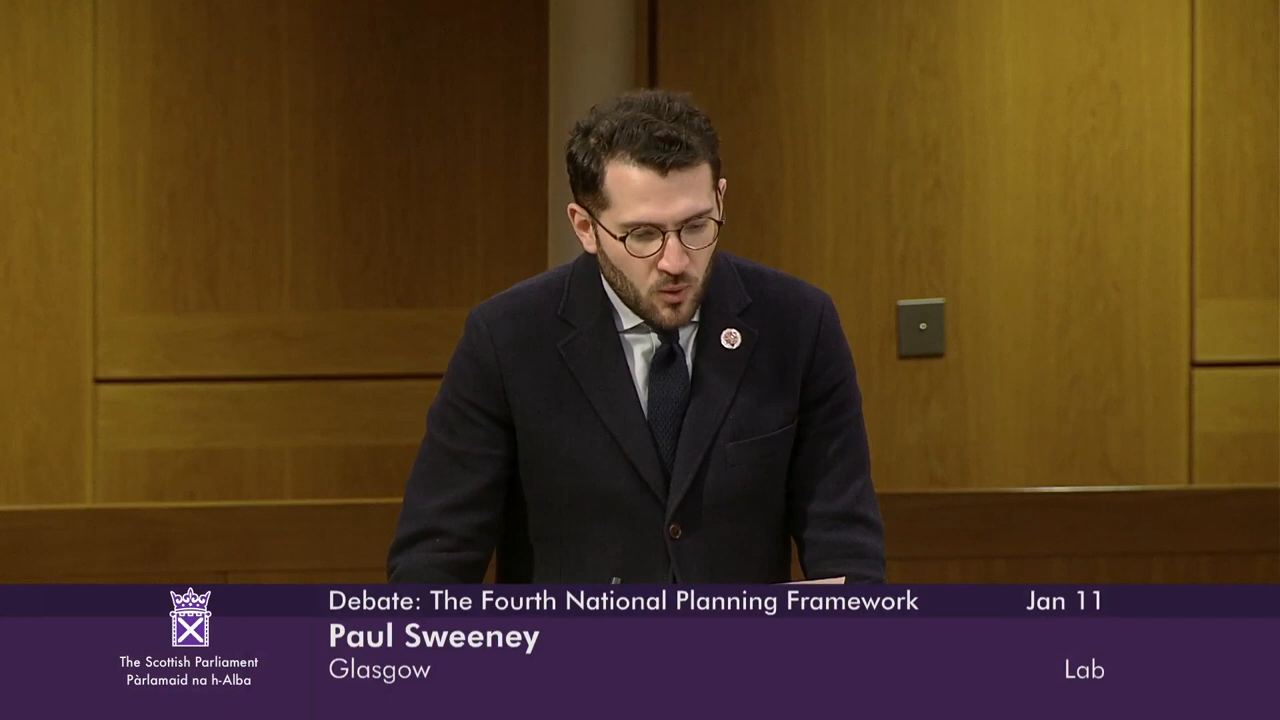 Debate: The Fourth National Planning Framework Jan 11
Paul Sweeney
Glasgow Lab
The Scottish Parliament
Pàrlamaid na h-Alba